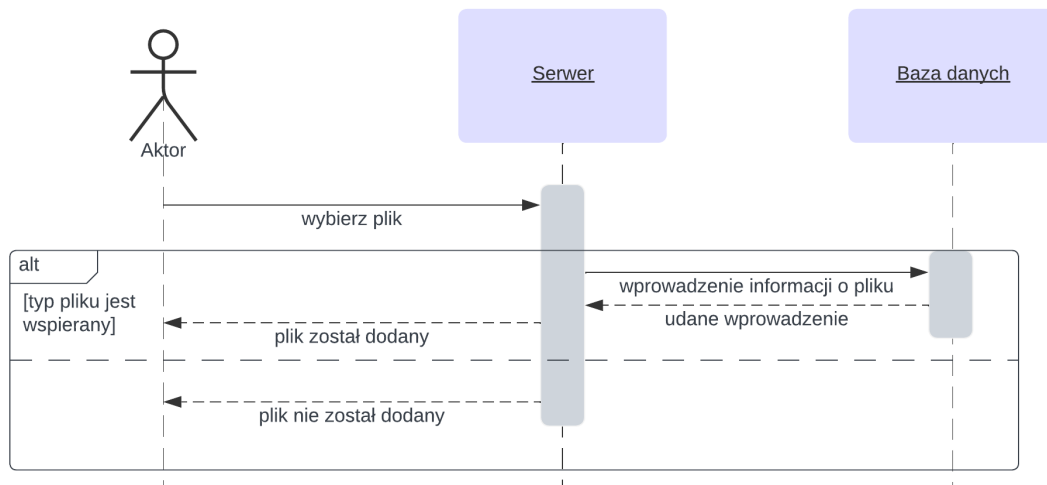 Serwer
Baza danych
Aktor
wybierz plik
alt
[typ pliku jest
wspierany]
wprowadzenie informacji o pliku
udane wprowadzenie
plik został dodany
plik nie został dodany